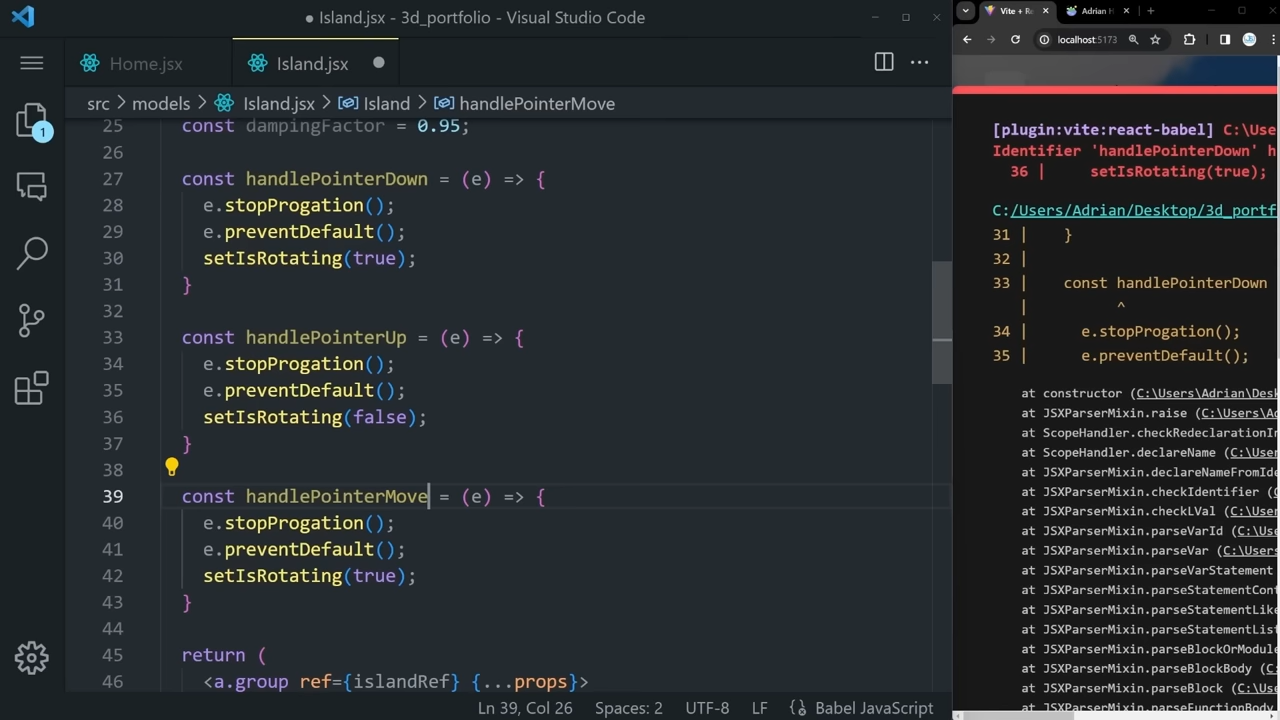 ● Island.jsx - 3d_portfolio - Visual Studio Code
Home.jsx
Island.jsx
src > models > Island.jsx > Island > handlePointerMove
25 const dampingFactor = 0.95;
26
27 const handlePointerDown = (e) => {
28 e.stopProgation();
29 e.preventDefault();
30 setIsRotating(true);
31 }
32
33 const handlePointerUp = (e) => {
34 e.stopProgation();
35 e.preventDefault();
36 setIsRotating(false);
37 }
38
39 const handlePointerMove = (e) => {
40 e.stopProgation();
41 e.preventDefault();
42 setIsRotating(true);
43 }
44
45 return (
46 <a.group ref={islandRef} {...props}>
1
Ln 39, Col 26 Spaces: 2 UTF-8 LF {} Babel JavaScript
Vite + Re
Adrian H
localhost:5173
[plugin:vite:react-babel] C:\Use
Identifier 'handlePointerDown' h
36 | setIsRotating(true);
C:/Users/Adrian/Desktop/3d_portf
31 | }
32 |
33 | const handlePointerDown
| ^
34 | e.stopProgation();
35 | e.preventDefault();
at constructor (C:\Users\Adrian\Desk
at JSXParserMixin.raise (C:\Users\Ad
at ScopeHandler.checkRedeclarationIn
at ScopeHandler.declareName (C:\User
at JSXParserMixin.declareNameFromIde
at JSXParserMixin.checkIdentifier (C
at JSXParserMixin.checkLVal (C:\User
at JSXParserMixin.parseVarId (C:\Use
at JSXParserMixin.parseVar (C:\Users
at JSXParserMixin.parseVarStatement
at JSXParserMixin.parseStatementCont
at JSXParserMixin.parseStatementLike
at JSXParserMixin.parseStatementList
at JSXParserMixin.parseBlockOrModule
at JSXParserMixin.parseBlockBody (C:
at JSXParserMixin.parseBlock (C:\Use
at JSXParserMixin.parseFunctionBody